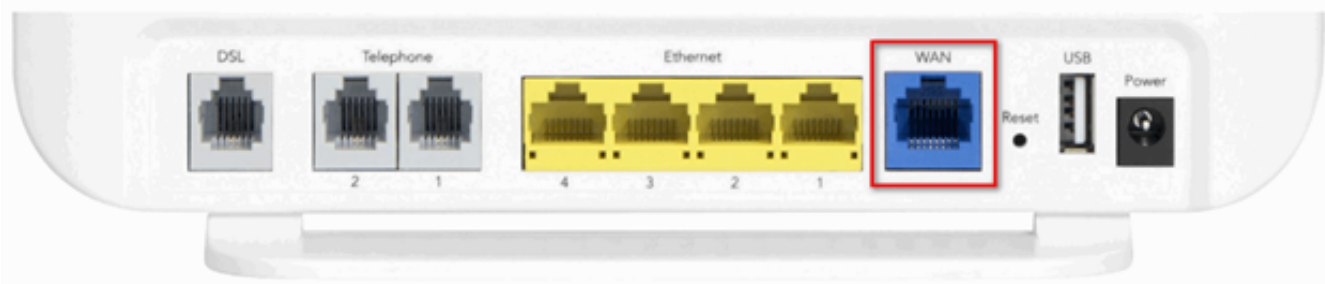 DSL Telephone Ethernet WAN USB
Power
Reset
2 1 4 3 2 1